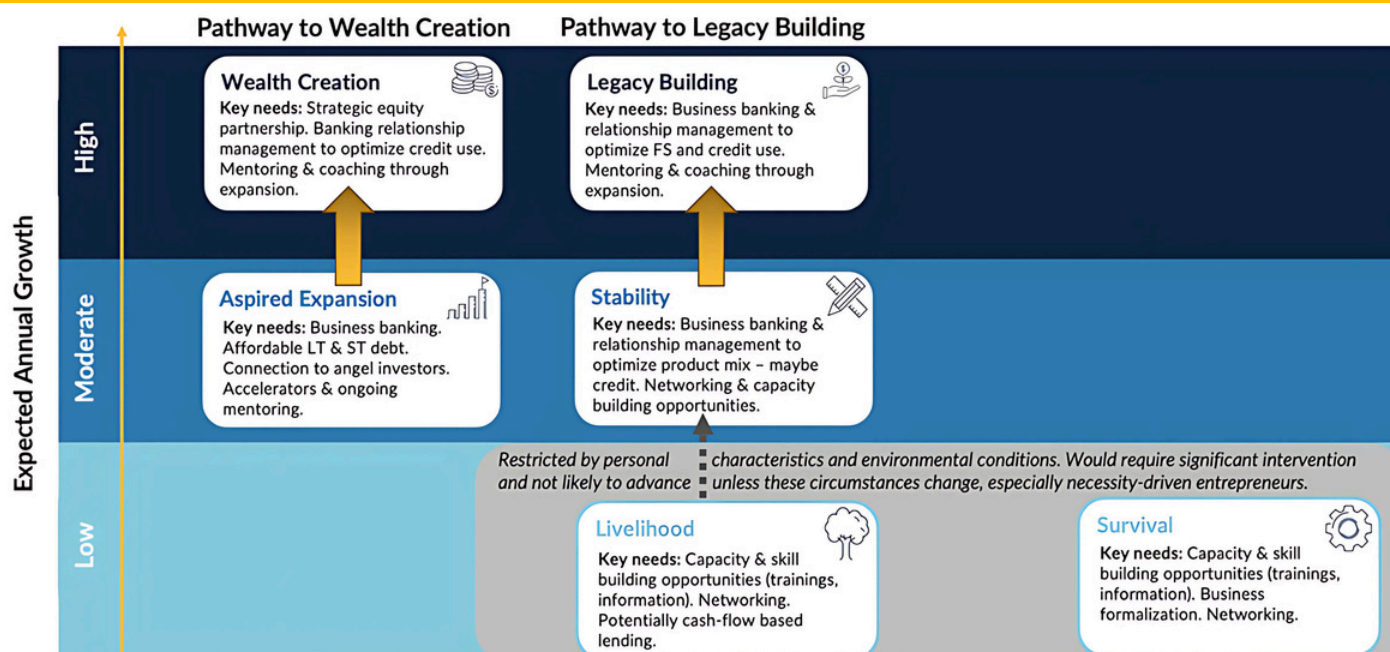 Pathway to Wealth Creation
Pathway to Legacy Building
Expected Annual Growth
High
Wealth Creation
Key needs: Strategic equity
partnership. Banking relationship
management to optimize credit use.
Mentoring & coaching through
expansion.
Legacy Building
Key needs: Business banking &
relationship management to
optimize FS and credit use.
Mentoring & coaching through
expansion.
Moderate
Aspired Expansion
Key needs: Business banking.
Affordable LT & ST debt.
Connection to angel investors.
Accelerators & ongoing
mentoring.
Stability
Key needs: Business banking &
relationship management to
optimize product mix – maybe
credit. Networking & capacity
building opportunities.
Low
Restricted by personal characteristics and environmental conditions. Would require significant intervention
and not likely to advance unless these circumstances change, especially necessity-driven entrepreneurs.
Livelihood
Key needs: Capacity & skill
building opportunities (trainings,
information). Networking.
Potentially cash-flow based
lending.
Survival
Key needs: Capacity & skill
building opportunities (trainings,
information). Business
formalization. Networking.